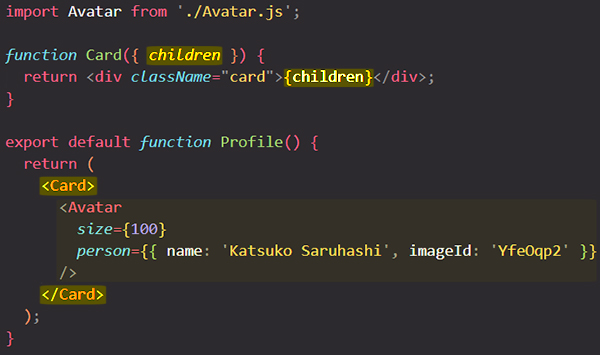 import Avatar from './Avatar.js';
function Card({ children }) {
return <div className="card">{children}</div>;
}
export default function Profile() {
return (
<Card>
<Avatar
size={100}
person={{ name: 'Katsuko Saruhashi', imageId: 'YfeOqp2' }}
/>
</Card>
);
}